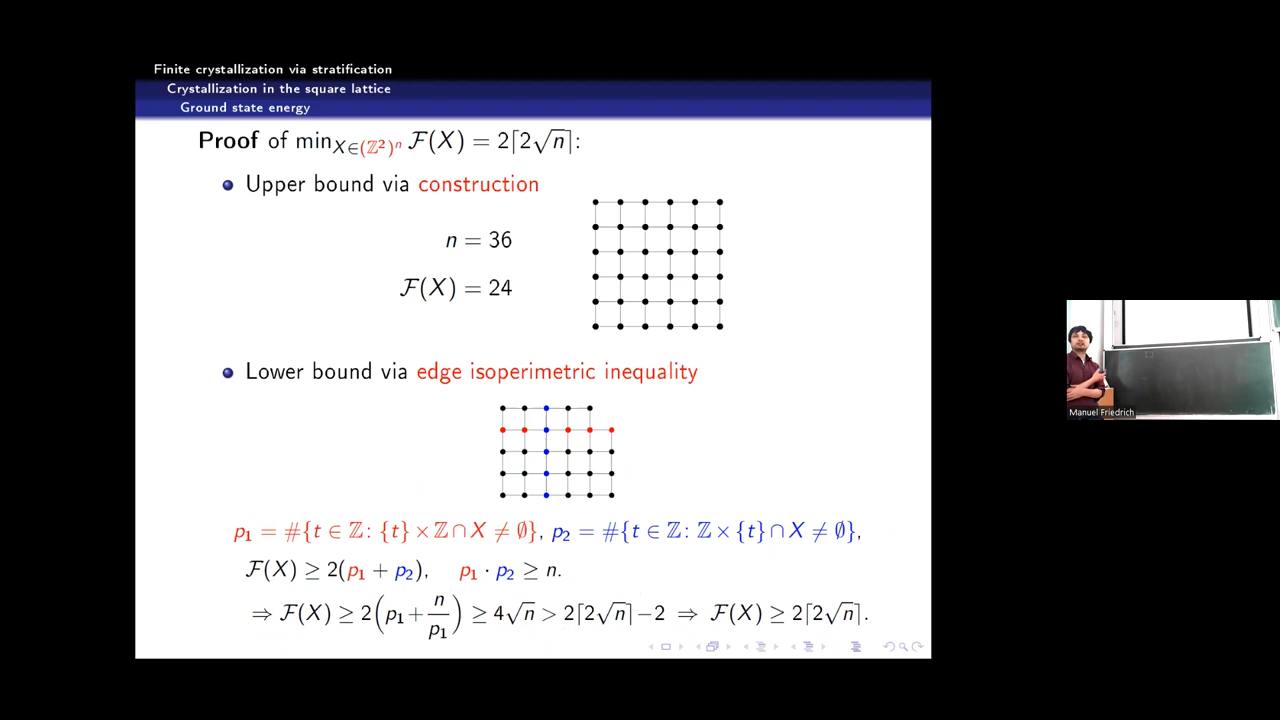 Finite crystallization via stratification
Crystallization in the square lattice
Ground state energy
Proof of min_{X∈(ℤ²)ⁿ} 𝓕(X) = 2⌈2√n⌉:
Upper bound via construction
n = 36
𝓕(X) = 24
Lower bound via edge isoperimetric inequality
p₁ = #{t ∈ ℤ: {t} × ℤ ∩ X ≠ ∅}, p₂ = #{t ∈ ℤ: ℤ × {t} ∩ X ≠ ∅},
𝓕(X) ≥ 2(p₁ + p₂), p₁ · p₂ ≥ n.
⇒ 𝓕(X) ≥ 2(p₁ + n/p₁) ≥ 4√n > 2⌈2√n⌉ − 2 ⇒ 𝓕(X) ≥ 2⌈2√n⌉.
Manuel Friedrich